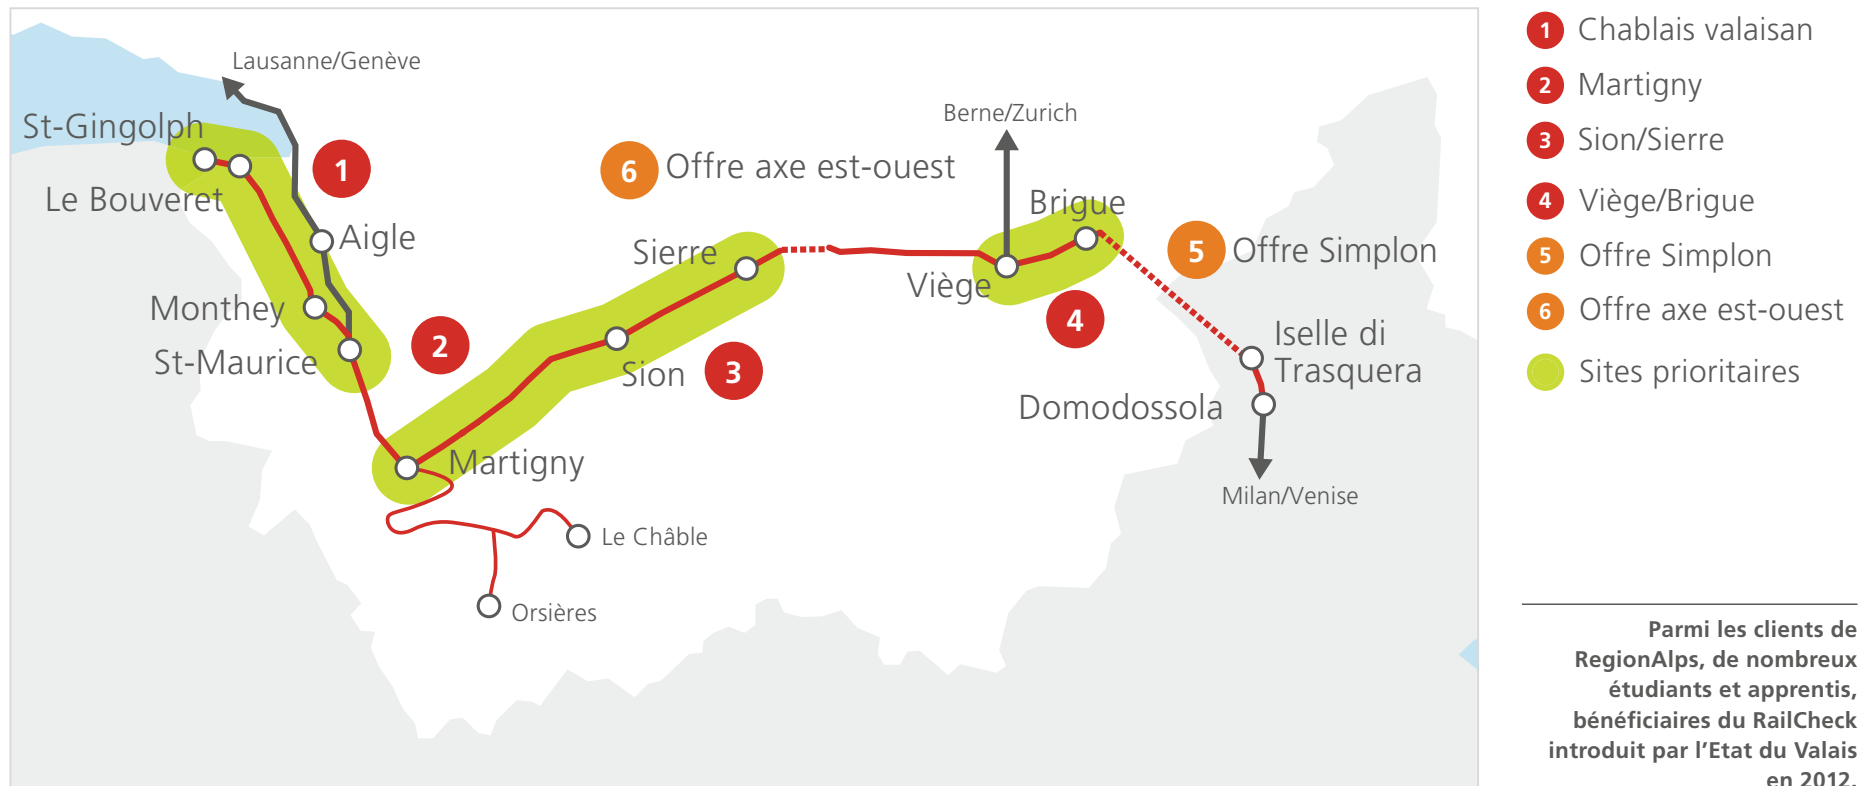 Lausanne/Genève
St-Gingolph
1
Le Bouveret
Aigle
Monthey
St-Maurice
2
6 Offre axe est-ouest
Berne/Zurich
Brigue
Sierre
Viège
5 Offre Simplon
4
Sion
3
Iselle di
Trasquera
Domodossola
Martigny
Milan/Venise
Le Châble
Orsières
1 Chablais valaisan
2 Martigny
3 Sion/Sierre
4 Viège/Brigue
5 Offre Simplon
6 Offre axe est-ouest
Sites prioritaires
Parmi les clients de
RegionAlps, de nombreux
étudiants et apprentis,
bénéficiaires du RailCheck
introduit par l'Etat du Valais
en 2012.